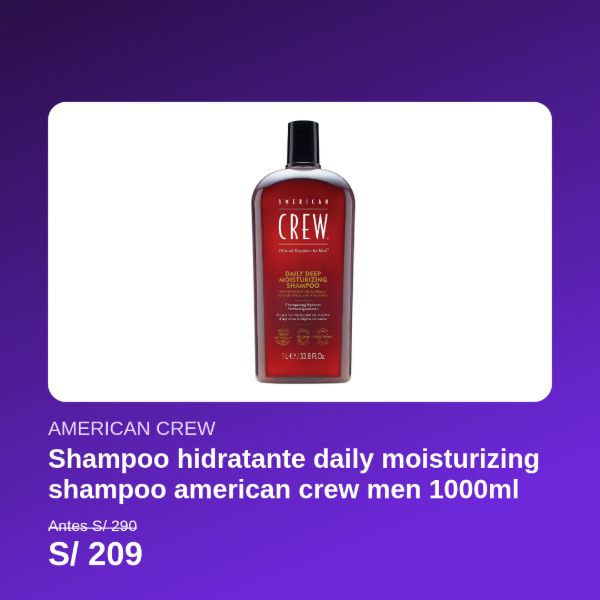 AMERICAN
CREW
Official Supplier to Men
DAILY DEEP
MOISTURIZING
SHAMPOO
1 L e / 33.8 Fl.Oz.
AMERICAN CREW
Shampoo hidratante daily moisturizing
shampoo american crew men 1000ml
Antes S/ 290
S/ 209